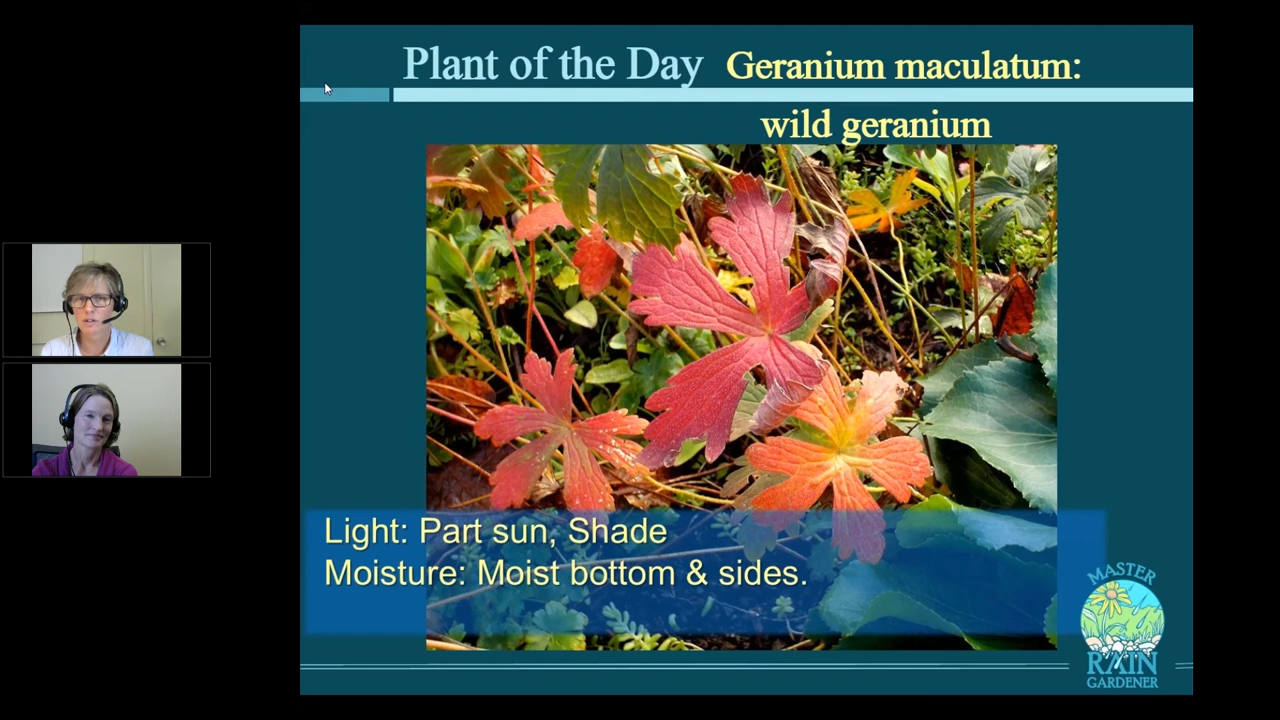 Plant of the Day Geranium maculatum:
wild geranium
Light: Part sun, Shade
Moisture: Moist bottom & sides.
MASTER
RAIN
GARDENER